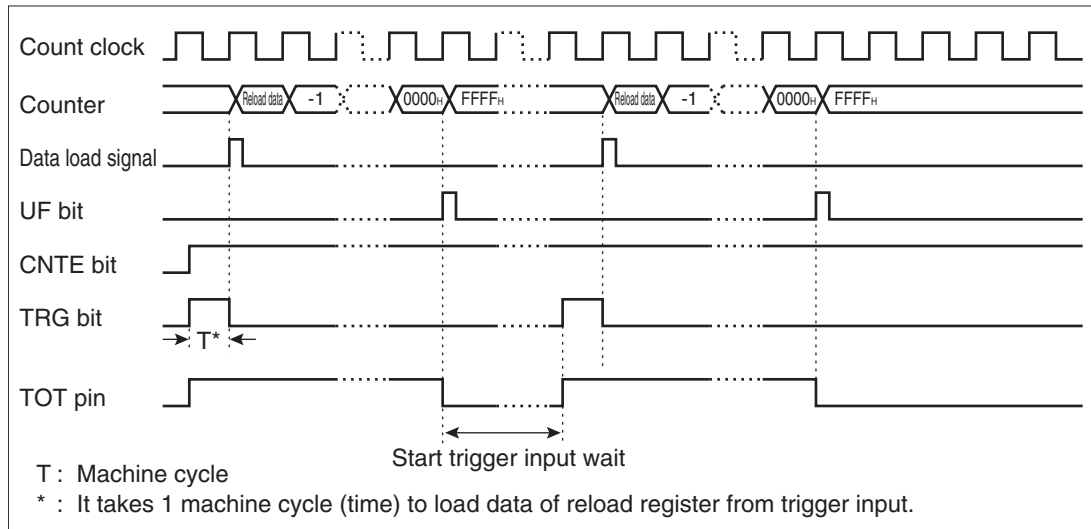 Count clock
Counter Reload data -1 0000H FFFFH Reload data -1 0000H FFFFH
Data load signal
UF bit
CNTE bit
TRG bit
T*
TOT pin
Start trigger input wait
T : Machine cycle
* : It takes 1 machine cycle (time) to load data of reload register from trigger input.